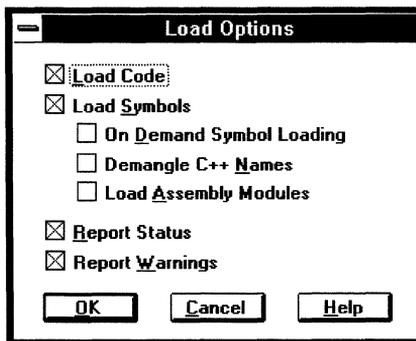 Load Options
Load Code
Load Symbols
On Demand Symbol Loading
Demangle C++ Names
Load Assembly Modules
Report Status
Report Warnings
OK Cancel Help